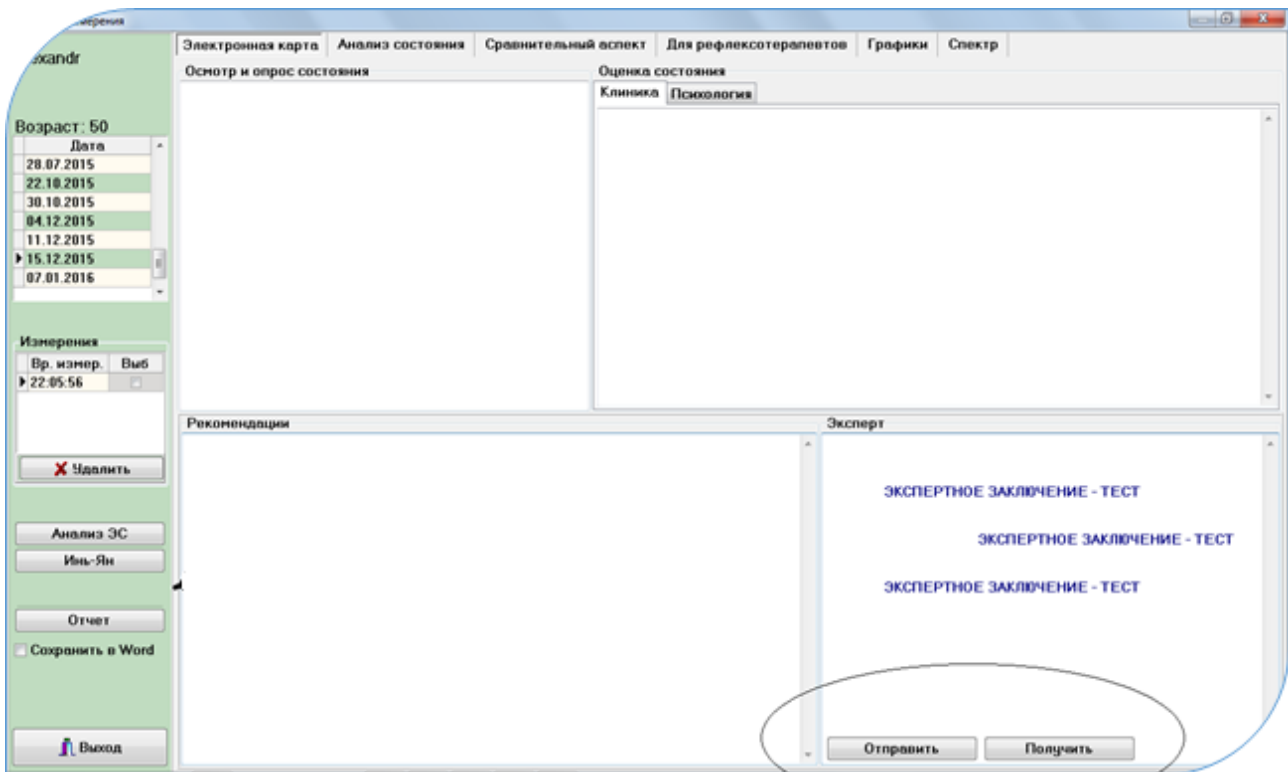 Электронная карта
Анализ состояния
Сравнительный аспект
Для рефлексотерапевтов
Графики
Спектр
Возраст: 50
Дата
28.07.2015
22.10.2015
30.10.2015
04.12.2015
11.12.2015
15.12.2015
07.01.2016
Измерения
Вр. измер. Выб
22:05:56
Удалить
Анализ ЭС
Инь-Ян
Отчет
Сохранить в Word
Выход
Осмотр и опрос состояния
Оценка состояния
Клиника
Психология
Рекомендации
Эксперт
ЭКСПЕРТНОЕ ЗАКЛЮЧЕНИЕ - ТЕСТ
ЭКСПЕРТНОЕ ЗАКЛЮЧЕНИЕ - ТЕСТ
ЭКСПЕРТНОЕ ЗАКЛЮЧЕНИЕ - ТЕСТ
Отправить
Получить